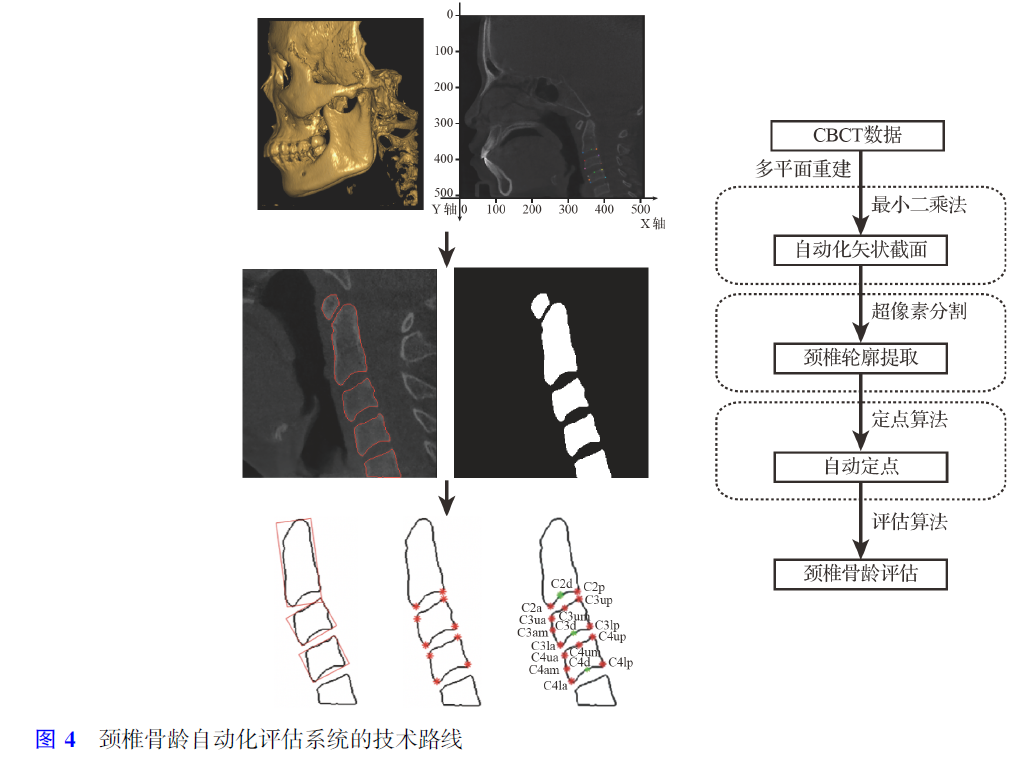 0
100
200
300
400
500
Y 轴
0 100 200 300 400 500
X 轴
CBCT数据
多平面重建
最小二乘法
自动化矢状截面
超像素分割
颈椎轮廓提取
定点算法
自动定点
评估算法
颈椎骨龄评估
C2d
C2p
C3up
C2a
C3um
C3ua
C3d
C3lp
C3am
C4up
C3la
C4um
C4ua
C4d
C4lp
C4am
C4la
图 4 颈椎骨龄自动化评估系统的技术路线